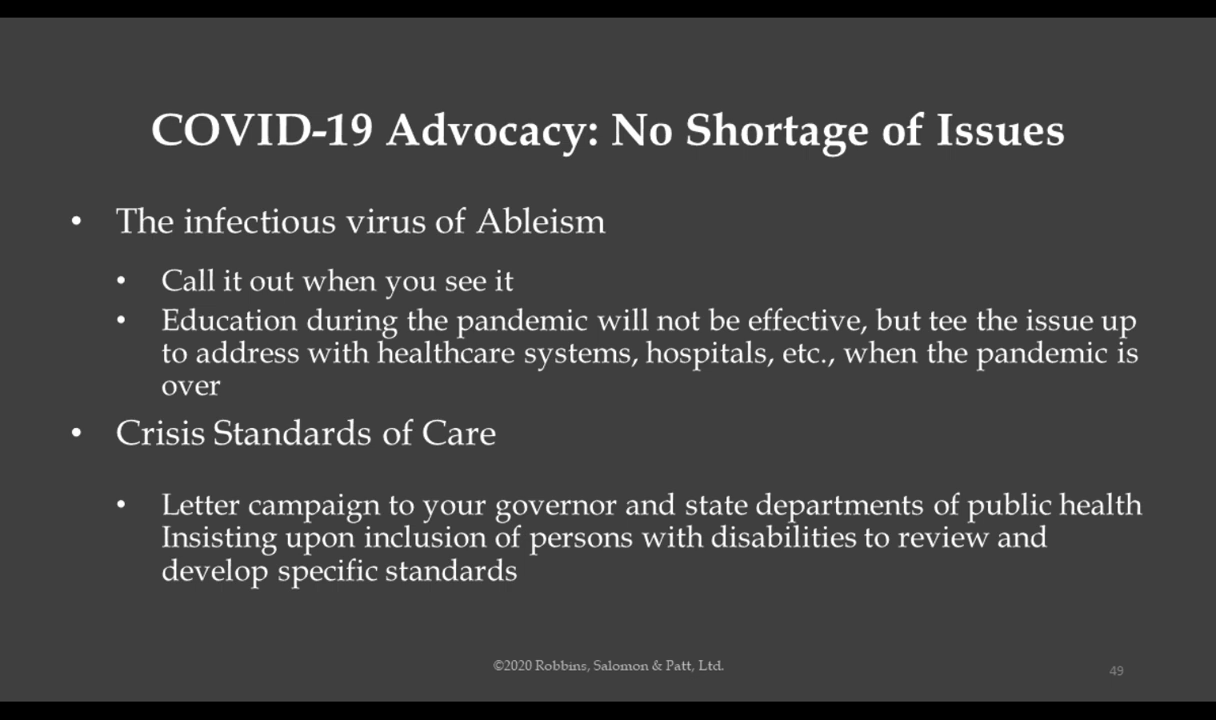 COVID-19 Advocacy: No Shortage of Issues
• The infectious virus of Ableism
• Call it out when you see it
• Education during the pandemic will not be effective, but tee the issue up
to address with healthcare systems, hospitals, etc., when the pandemic is
over
• Crisis Standards of Care
• Letter campaign to your governor and state departments of public health
Insisting upon inclusion of persons with disabilities to review and
develop specific standards
©2020 Robbins, Salomon & Patt, Ltd.
49